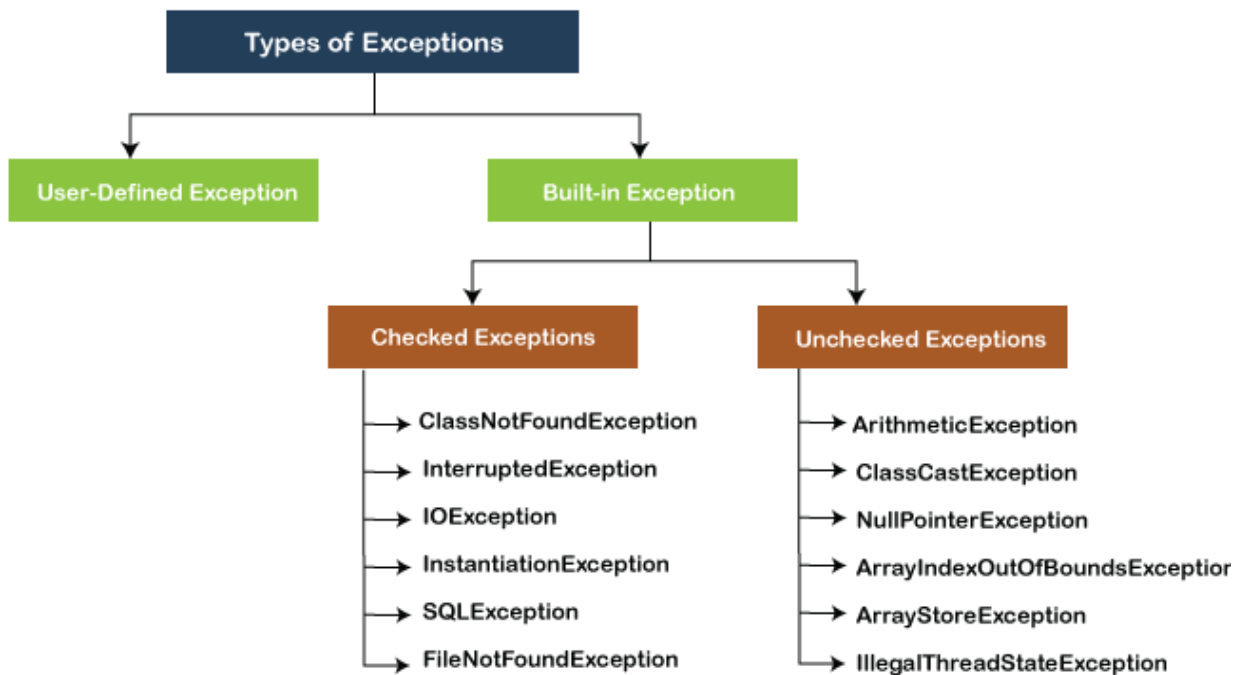 Types of Exceptions
User-Defined Exception
Built-in Exception
Checked Exceptions
ClassNotFoundException
InterruptedException
IOException
InstantiationException
SQLException
FileNotFoundException
Unchecked Exceptions
ArithmeticException
ClassCastException
NullPointerException
ArrayIndexOutOfBoundsException
ArrayStoreException
IllegalThreadStateException